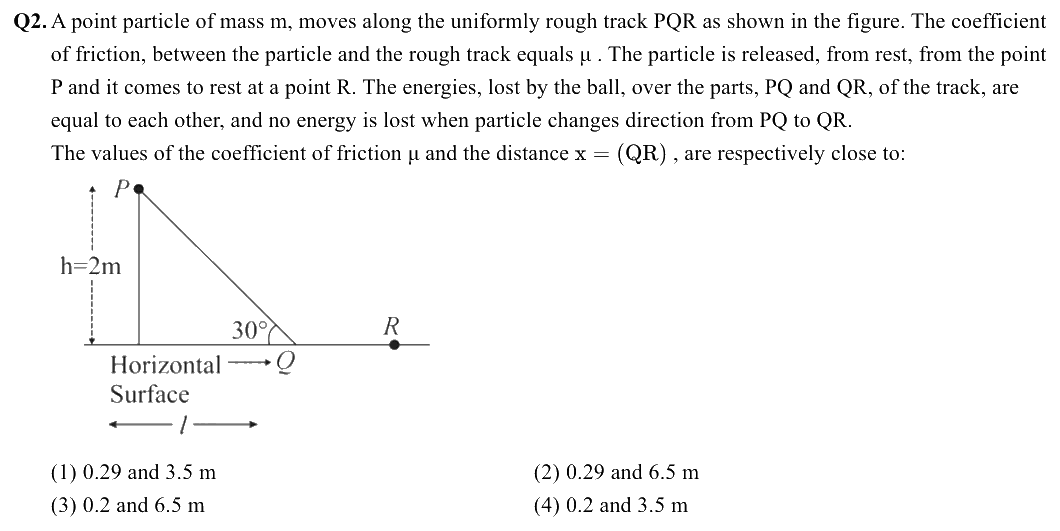 Q2. A point particle of mass m, moves along the uniformly rough track PQR as shown in the figure. The coefficient
of friction, between the particle and the rough track equals μ . The particle is released, from rest, from the point
P and it comes to rest at a point R. The energies, lost by the ball, over the parts, PQ and QR, of the track, are
equal to each other, and no energy is lost when particle changes direction from PQ to QR.
The values of the coefficient of friction μ and the distance x = (QR) , are respectively close to:
P
h=2m
30°
R
Horizontal
Q
Surface
l
(1) 0.29 and 3.5 m
(2) 0.29 and 6.5 m
(3) 0.2 and 6.5 m
(4) 0.2 and 3.5 m